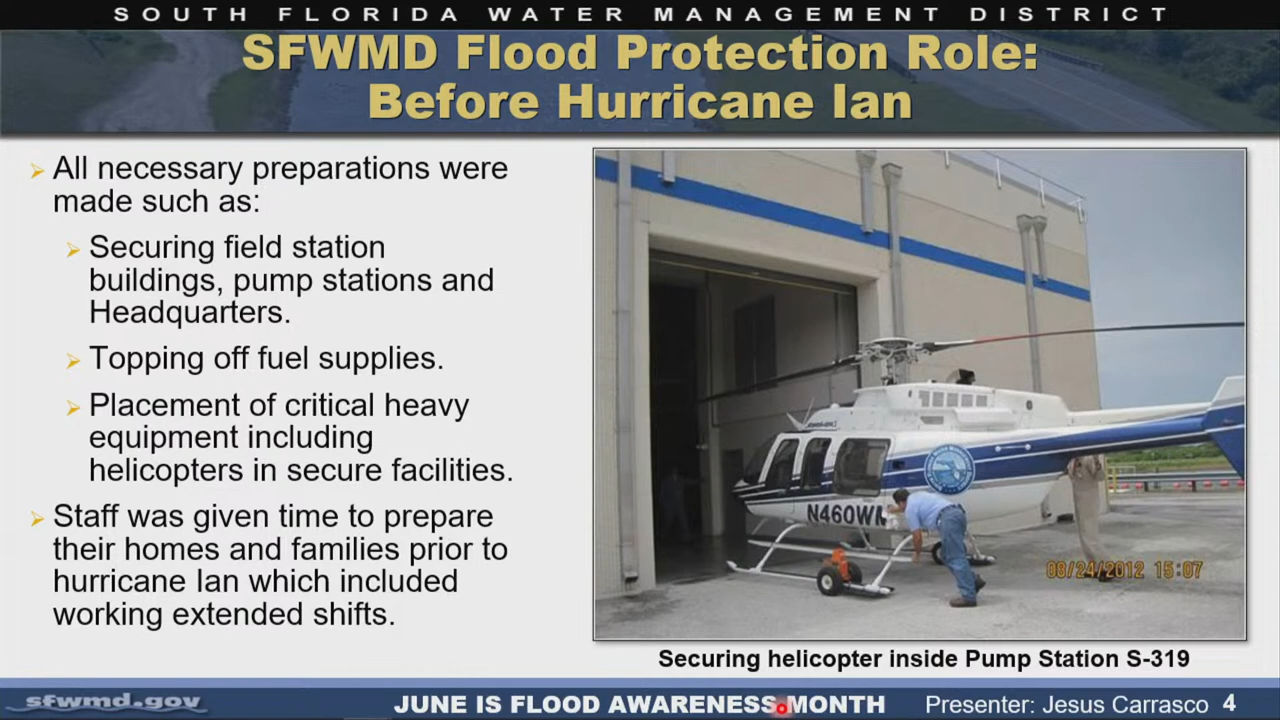 SOUTH FLORIDA WATER MANAGEMENT DISTRICT
SFWMD Flood Protection Role:
Before Hurricane Ian
All necessary preparations were
made such as:
Securing field station
buildings, pump stations and
Headquarters.
Topping off fuel supplies.
Placement of critical heavy
equipment including
helicopters in secure facilities.
Staff was given time to prepare
their homes and families prior to
hurricane Ian which included
working extended shifts.
N460WM
08/24/2012 15:07
Securing helicopter inside Pump Station S-319
sfwmd.gov
JUNE IS FLOOD AWARENESS MONTH
Presenter: Jesus Carrasco 4